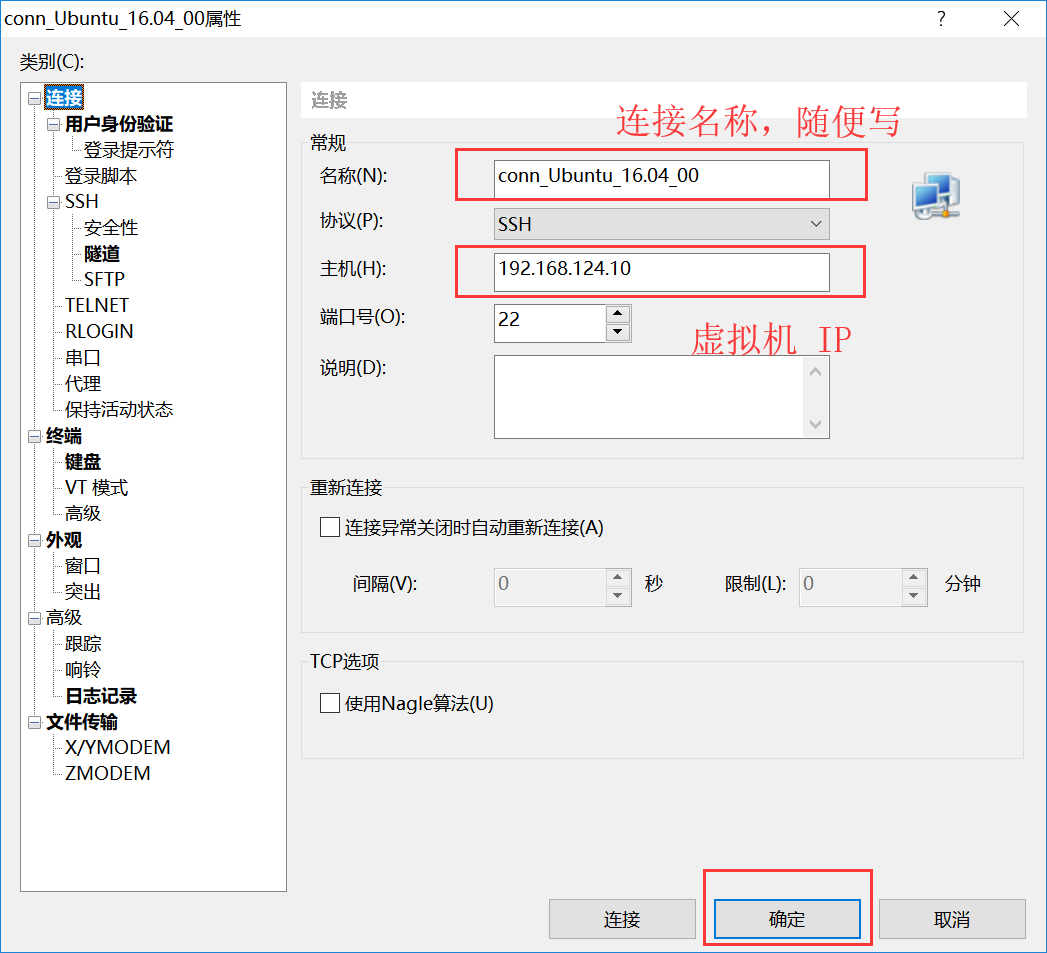 conn_Ubuntu_16.04_00属性
类别(C):
连接
用户身份验证
登录提示符
登录脚本
SSH
安全性
隧道
SFTP
TELNET
RLOGIN
串口
代理
保持活动状态
终端
键盘
VT 模式
高级
外观
窗口
突出
高级
跟踪
响铃
日志记录
文件传输
X/YMODEM
ZMODEM
连接
连接名称，随便写
常规
名称(N): conn_Ubuntu_16.04_00
协议(P): SSH
主机(H): 192.168.124.10
端口号(O): 22
虚拟机 IP
说明(D):
重新连接
连接异常关闭时自动重新连接(A)
间隔(V): 0 秒 限制(L): 0 分钟
TCP选项
使用Nagle算法(U)
连接 确定 取消